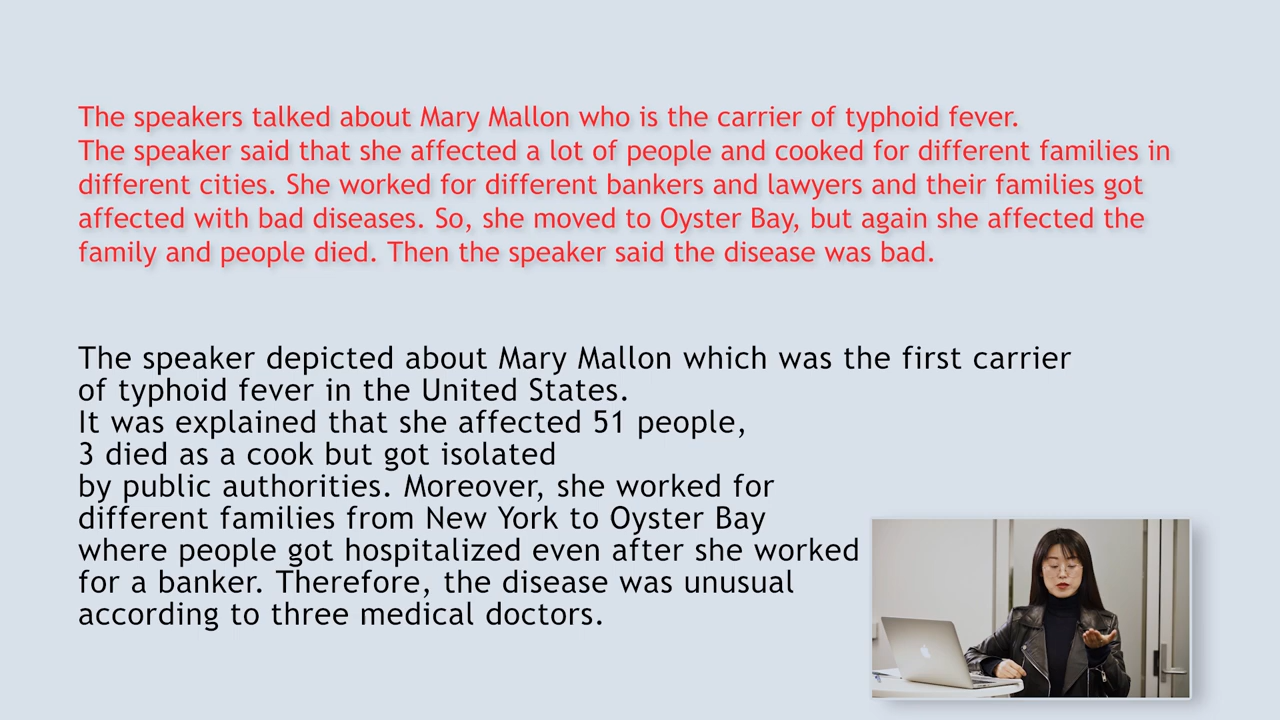 The speakers talked about Mary Mallon who is the carrier of typhoid fever.
The speaker said that she affected a lot of people and cooked for different families in
different cities. She worked for different bankers and lawyers and their families got
affected with bad diseases. So, she moved to Oyster Bay, but again she affected the
family and people died. Then the speaker said the disease was bad.
The speaker depicted about Mary Mallon which was the first carrier
of typhoid fever in the United States.
It was explained that she affected 51 people,
3 died as a cook but got isolated
by public authorities. Moreover, she worked for
different families from New York to Oyster Bay
where people got hospitalized even after she worked
for a banker. Therefore, the disease was unusual
according to three medical doctors.